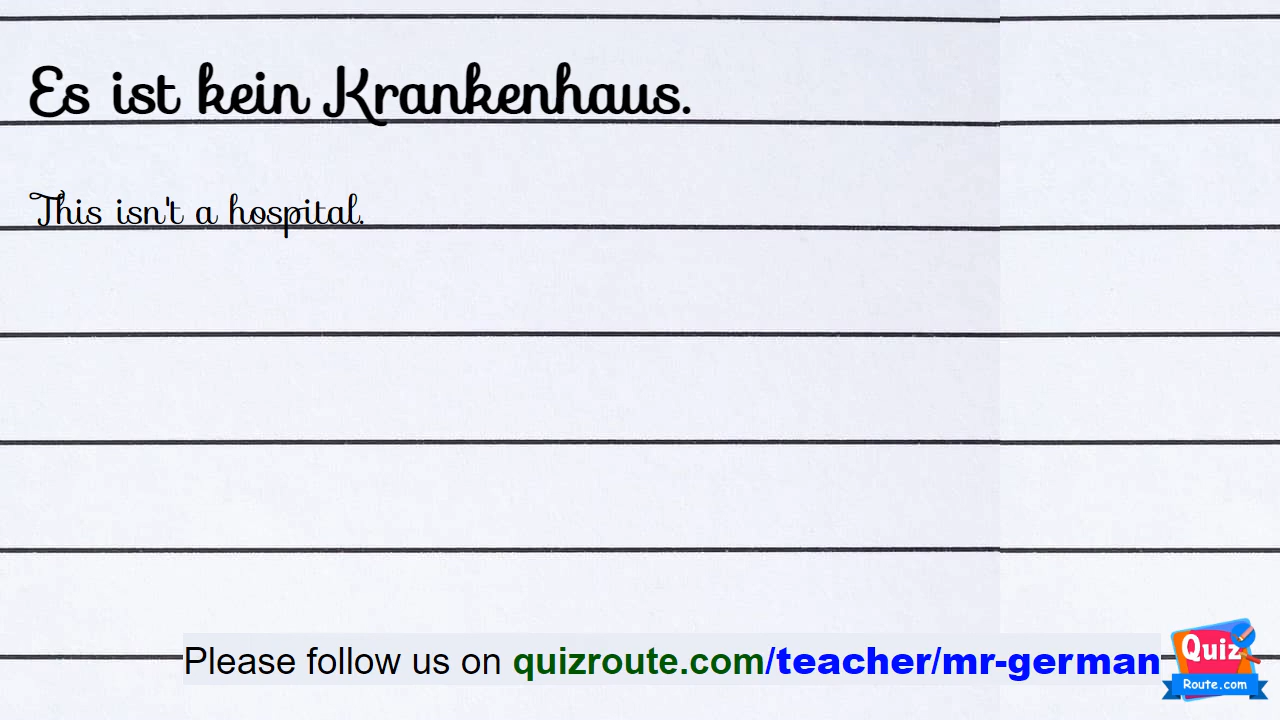 Es ist kein Krankenhaus.
This isn't a hospital.
Please follow us on quizroute.com/teacher/mr-german
Quiz
Route.com